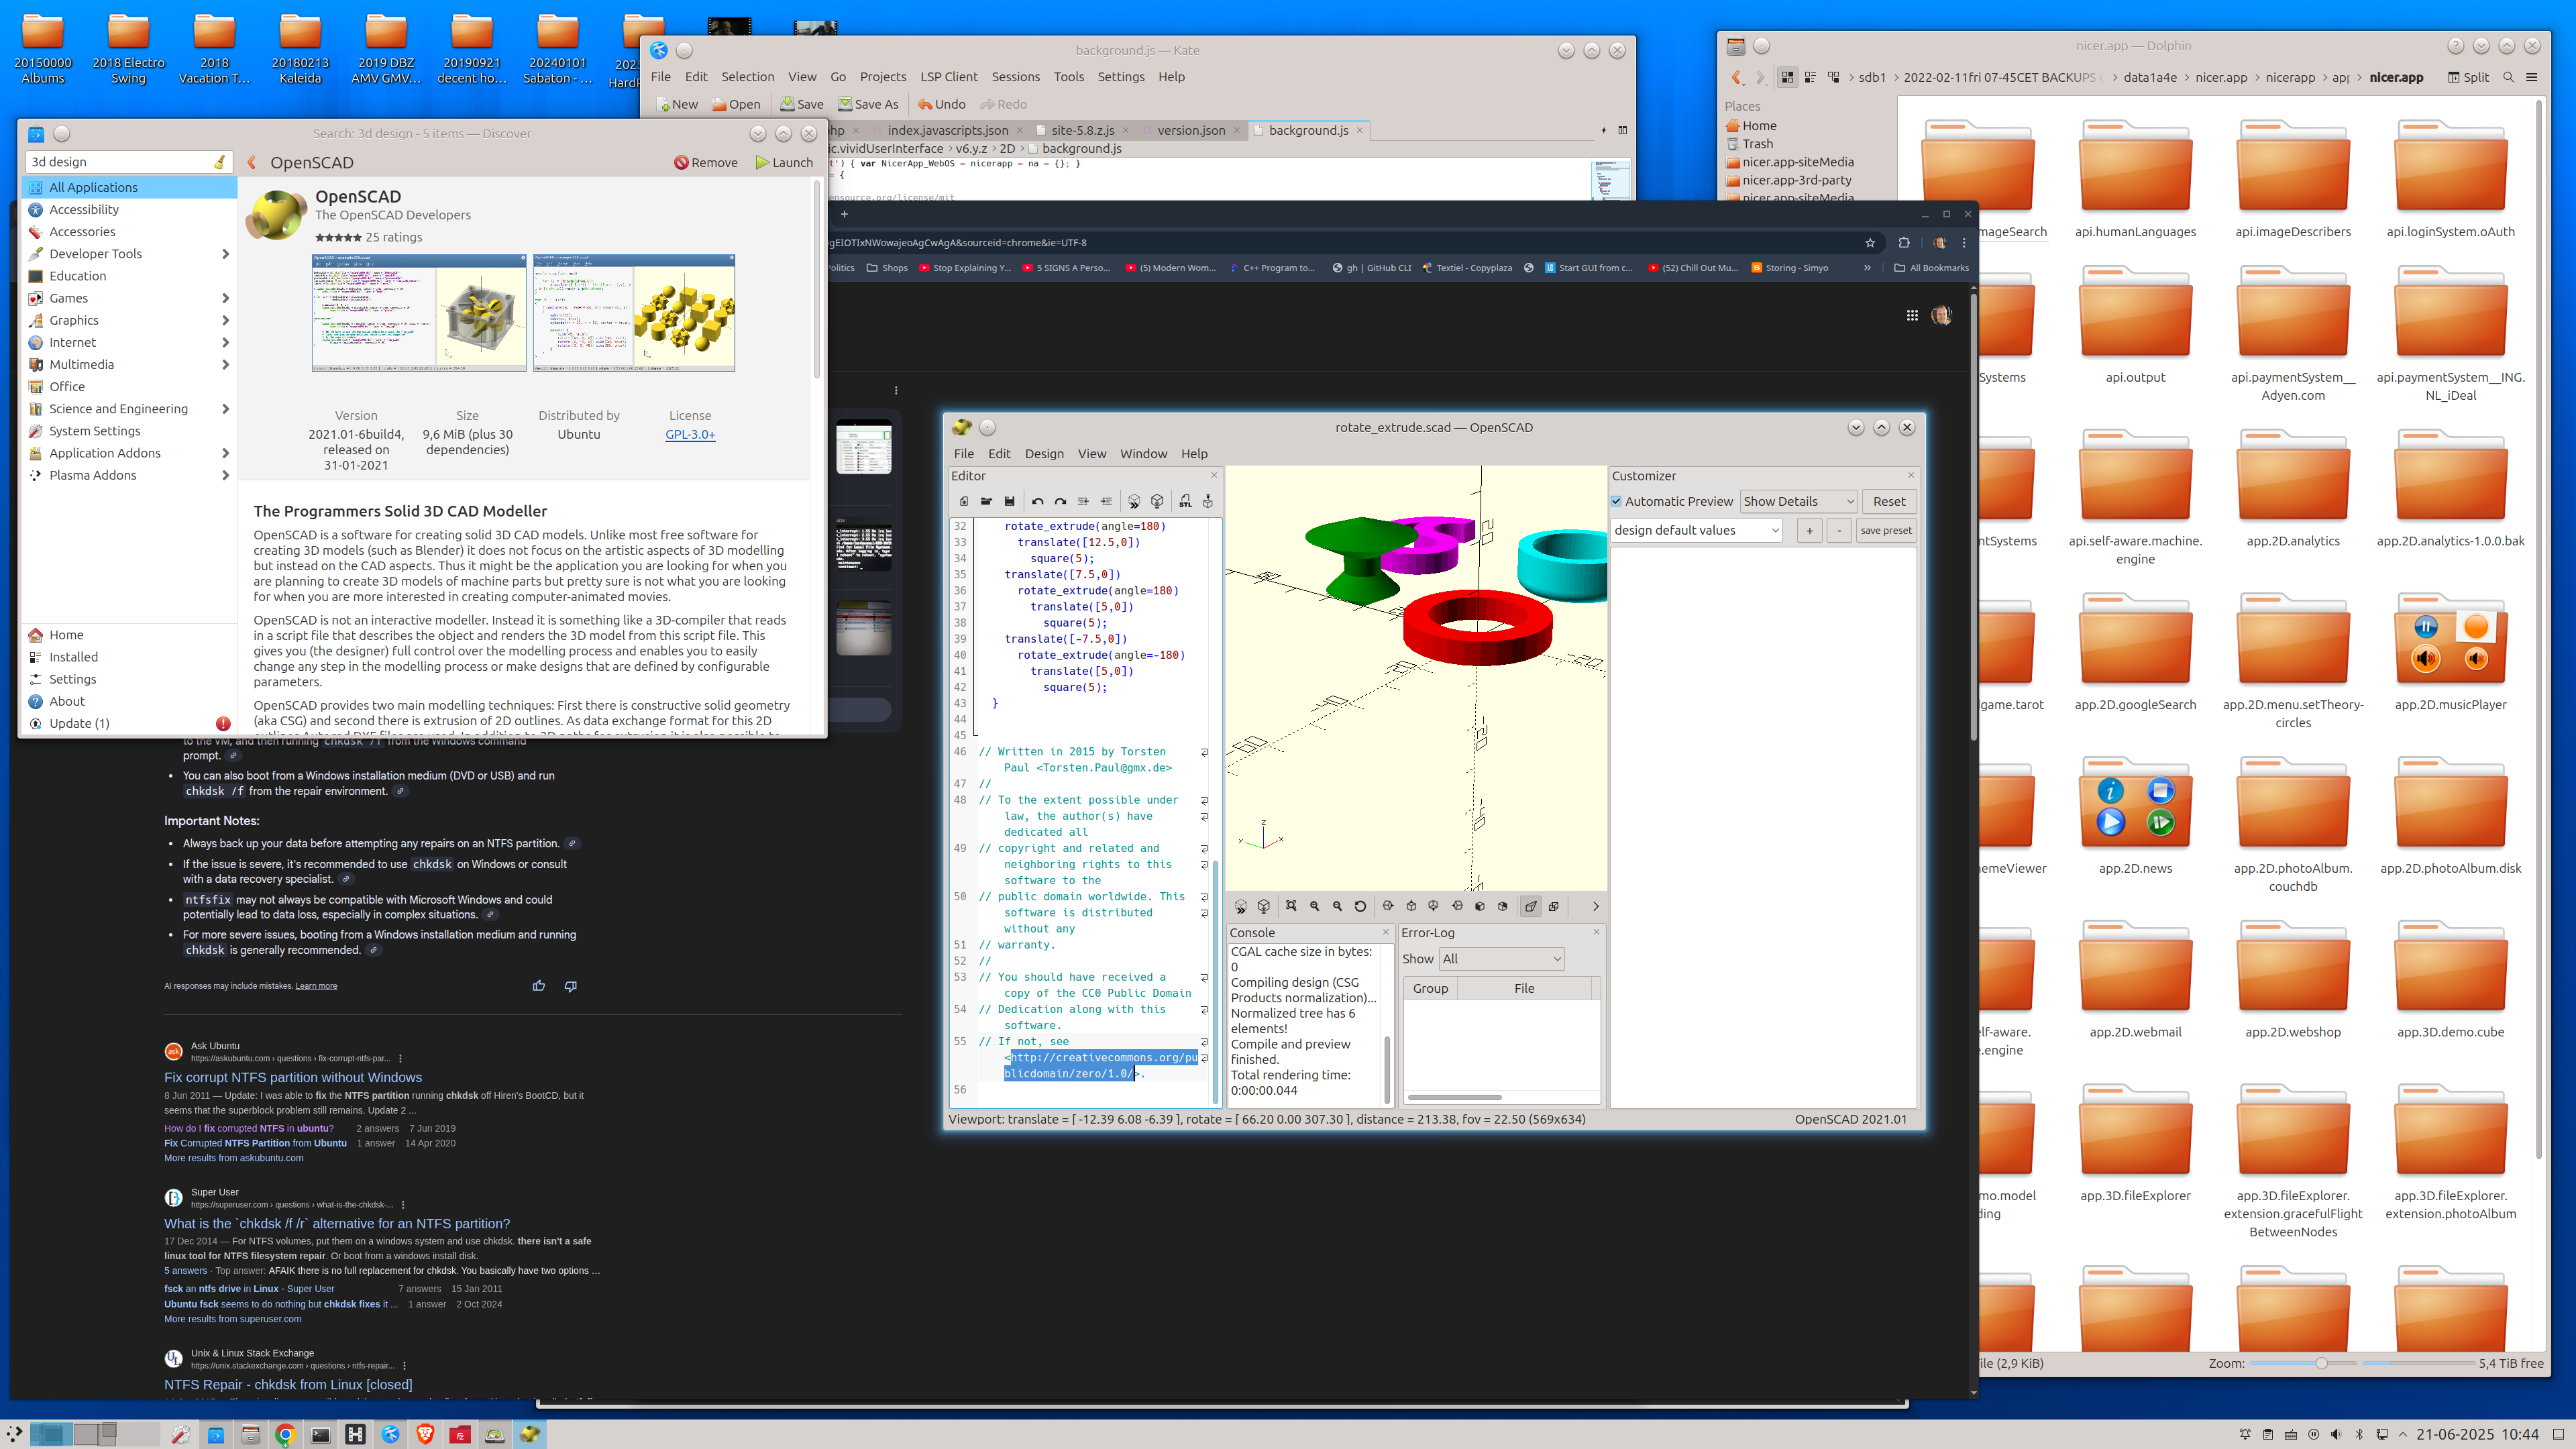 20150000 Albums
2018 Electro Swing
2018 Vacation T...
20180213 Kaleida
2019 DBZ AMV GMV...
20190921 decent ho...
20240101 Sabaton - ...
background.js — Kate
File Edit Selection View Go Projects LSP Client Sessions Tools Settings Help
New Open Save Save As Undo Redo
index.javascripts.json
site-5.8.z.js
version.json
background.js
ic.vividUserInterface > v6.y.z > 2D > background.js
t') { var NicerApp_WebOS = nicerapp = na = {}; }
= {
ensource.org/license/mit
nicer.app — Dolphin
sdb1 > 2022-02-11fri 07-45CET BACKUPS > data1a4e > nicer.app > nicerapp > app > nicer.app
Split
Places
Home
Trash
nicer.app-siteMedia
nicer.app-3rd-party
nicer.app-siteMedia
mageSearch
api.humanLanguages
api.imageDescribers
api.loginSystem.oAuth
Systems
api.output
api.paymentSystem__Adyen.com
api.paymentSystem__ING.NL_iDeal
ntSystems
api.self-aware.machine.engine
app.2D.analytics
app.2D.analytics-1.0.0.bak
game.tarot
app.2D.googleSearch
app.2D.menu.setTheory-circles
app.2D.musicPlayer
emeViewer
app.2D.news
app.2D.photoAlbum.couchdb
app.2D.photoAlbum.disk
elf-aware.
e.engine
app.2D.webmail
app.2D.webshop
app.3D.demo.cube
mo.model
ding
app.3D.fileExplorer
app.3D.fileExplorer.extension.gracefulFlightBetweenNodes
app.3D.fileExplorer.extension.photoAlbum
ile (2,9 KiB)
Zoom:
5,4 TiB free
Search: 3d design - 5 items — Discover
3d design
OpenSCAD
Remove
Launch
All Applications
Accessibility
Accessories
Developer Tools
Education
Games
Graphics
Internet
Multimedia
Office
Science and Engineering
System Settings
Application Addons
Plasma Addons
Home
Installed
Settings
About
Update (1)
OpenSCAD
The OpenSCAD Developers
25 ratings
Version
2021.01-6build4, released on 31-01-2021
Size
9,6 MiB (plus 30 dependencies)
Distributed by
Ubuntu
License
GPL-3.0+
The Programmers Solid 3D CAD Modeller
OpenSCAD is a software for creating solid 3D CAD models. Unlike most free software for
creating 3D models (such as Blender) it does not focus on the artistic aspects of 3D modelling
but instead on the CAD aspects. Thus it might be the application you are looking for when you
are planning to create 3D models of machine parts but pretty sure is not what you are looking
for when you are more interested in creating computer-animated movies.
OpenSCAD is not an interactive modeller. Instead it is something like a 3D-compiler that reads
in a script file that describes the object and renders the 3D model from this script file. This
gives you (the designer) full control over the modelling process and enables you to easily
change any step in the modelling process or make designs that are defined by configurable
parameters.
OpenSCAD provides two main modelling techniques: First there is constructive solid geometry
(aka CSG) and second there is extrusion of 2D outlines. As data exchange format for this 2D
gEIOTIxNWowajeoAgCwAgA&sourceid=chrome&ie=UTF-8
Politics
Shops
Stop Explaining Y...
5 SIGNS A Perso...
(5) Modern Wom...
C++ Program to...
gh | GitHub CLI
Textiel - Copyplaza
Start GUI from c...
(52) Chill Out Mu...
Storing - Simyo
All Bookmarks
to the VM, and then running chkdsk /f from the Windows command
prompt.
• You can also boot from a Windows installation medium (DVD or USB) and run
chkdsk /f from the repair environment.
Important Notes:
• Always back up your data before attempting any repairs on an NTFS partition.
• If the issue is severe, it's recommended to use chkdsk on Windows or consult
with a data recovery specialist.
• ntfsfix may not always be compatible with Microsoft Windows and could
potentially lead to data loss, especially in complex situations.
• For more severe issues, booting from a Windows installation medium and running
chkdsk is generally recommended.
AI responses may include mistakes. Learn more
Ask Ubuntu
https://askubuntu.com › questions › fix-corrupt-ntfs-par...
Fix corrupt NTFS partition without Windows
8 Jun 2011 — Update: I was able to fix the NTFS partition running chkdsk off Hiren's BootCD, but it
seems that the superblock problem still remains. Update 2 ...
How do I fix corrupted NTFS in ubuntu? 2 answers 7 Jun 2019
Fix Corrupted NTFS Partition from Ubuntu 1 answer 14 Apr 2020
More results from askubuntu.com
Super User
https://superuser.com › questions › what-is-the-chkdsk-...
What is the `chkdsk /f /r` alternative for an NTFS partition?
17 Dec 2014 — For NTFS volumes, put them on a windows system and use chkdsk. there isn't a safe
linux tool for NTFS filesystem repair. Or boot from a windows install disk.
5 answers · Top answer: AFAIK there is no full replacement for chkdsk. You basically have two options …
fsck an ntfs drive in Linux - Super User 7 answers 15 Jan 2011
Ubuntu fsck seems to do nothing but chkdsk fixes it ... 1 answer 2 Oct 2024
More results from superuser.com
Unix & Linux Stack Exchange
https://unix.stackexchange.com › questions › ntfs-repair...
NTFS Repair - chkdsk from Linux [closed]
rotate_extrude.scad — OpenSCAD
File Edit Design View Window Help
Editor
32 rotate_extrude(angle=180)
33 translate([12.5,0])
34 square(5);
35 translate([7.5,0])
36 rotate_extrude(angle=180)
37 translate([5,0])
38 square(5);
39 translate([-7.5,0])
40 rotate_extrude(angle=-180)
41 translate([5,0])
42 square(5);
43 }
44
45
46 // Written in 2015 by Torsten
Paul <Torsten.Paul@gmx.de>
47 //
48 // To the extent possible under
law, the author(s) have
dedicated all
49 // copyright and related and
neighboring rights to this
software to the
50 // public domain worldwide. This
software is distributed
without any
51 // warranty.
52 //
53 // You should have received a
copy of the CC0 Public Domain
54 // Dedication along with this
software.
55 // If not, see
<http://creativecommons.org/pu
blicdomain/zero/1.0/>.
56
STL
z
y
x
Console
CGAL cache size in bytes:
0
Compiling design (CSG
Products normalization)...
Normalized tree has 6
elements!
Compile and preview
finished.
Total rendering time:
0:00:00.044
Error-Log
Show All
Group File
Customizer
Automatic Preview
Show Details
Reset
design default values
+
-
save preset
Viewport: translate = [ -12.39 6.08 -6.39 ], rotate = [ 66.20 0.00 307.30 ], distance = 213.38, fov = 22.50 (569x634)
OpenSCAD 2021.01
21-06-2025 10:44